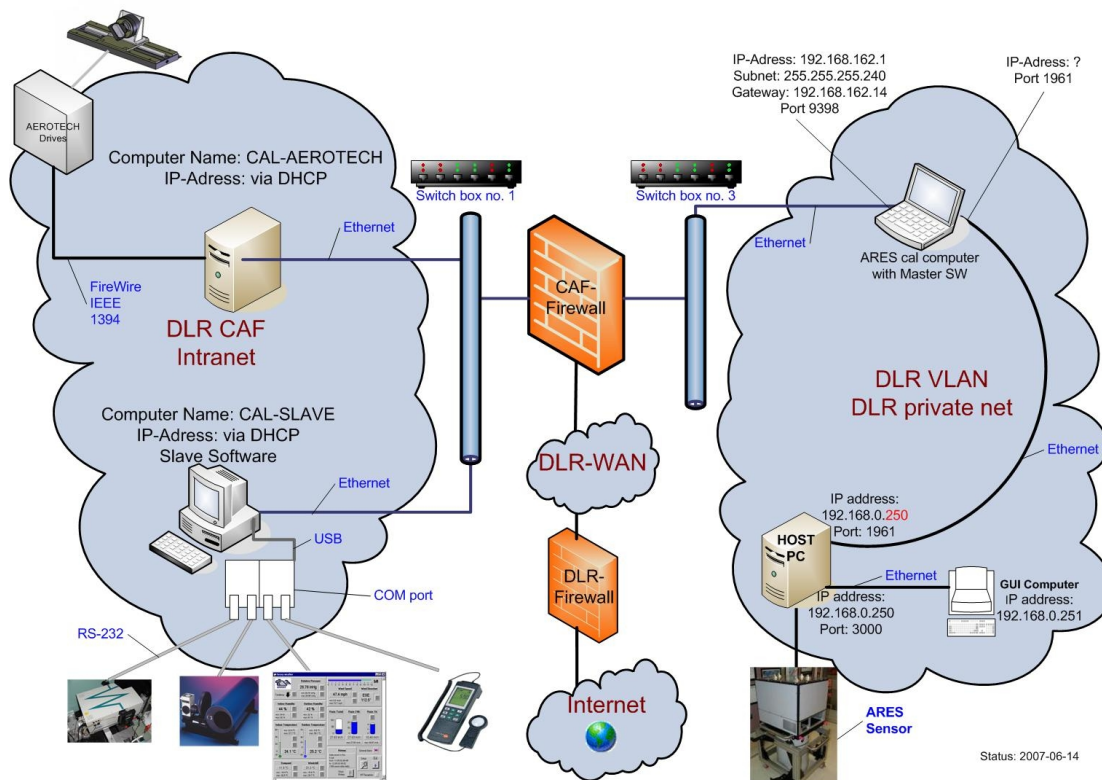 AEROTECH
Drives
Computer Name: CAL-AEROTECH
IP-Adress: via DHCP
Ethernet
FireWire
IEEE
1394
DLR CAF
Intranet
Computer Name: CAL-SLAVE
IP-Adress: via DHCP
Slave Software
Ethernet
USB
COM port
RS-232
Switch box no. 1
Switch box no. 3
CAF-
Firewall
DLR-WAN
DLR-
Firewall
Internet
IP-Adress: 192.168.162.1
Subnet: 255.255.255.240
Gateway: 192.168.162.14
Port 9398
IP-Adress: ?
Port 1961
Ethernet
ARES cal computer
with Master SW
DLR VLAN
DLR private net
Ethernet
IP address:
192.168.0.250
Port: 1961
HOST
PC
Ethernet
IP address:
192.168.0.250
Port: 3000
GUI Computer
IP address:
192.168.0.251
ARES
Sensor
Status: 2007-06-14